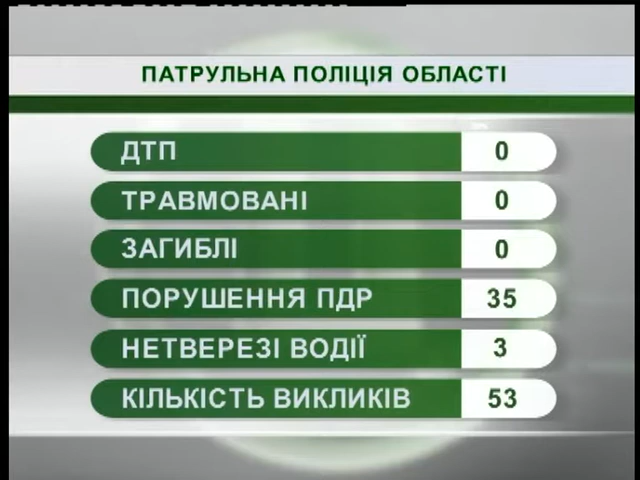 ПАТРУЛЬНА ПОЛІЦІЯ ОБЛАСТІ
ДТП 0
ТРАВМОВАНІ 0
ЗАГИБЛІ 0
ПОРУШЕННЯ ПДР 35
НЕТВЕРЕЗІ ВОДІЇ 3
КІЛЬКІСТЬ ВИКЛИКІВ 53